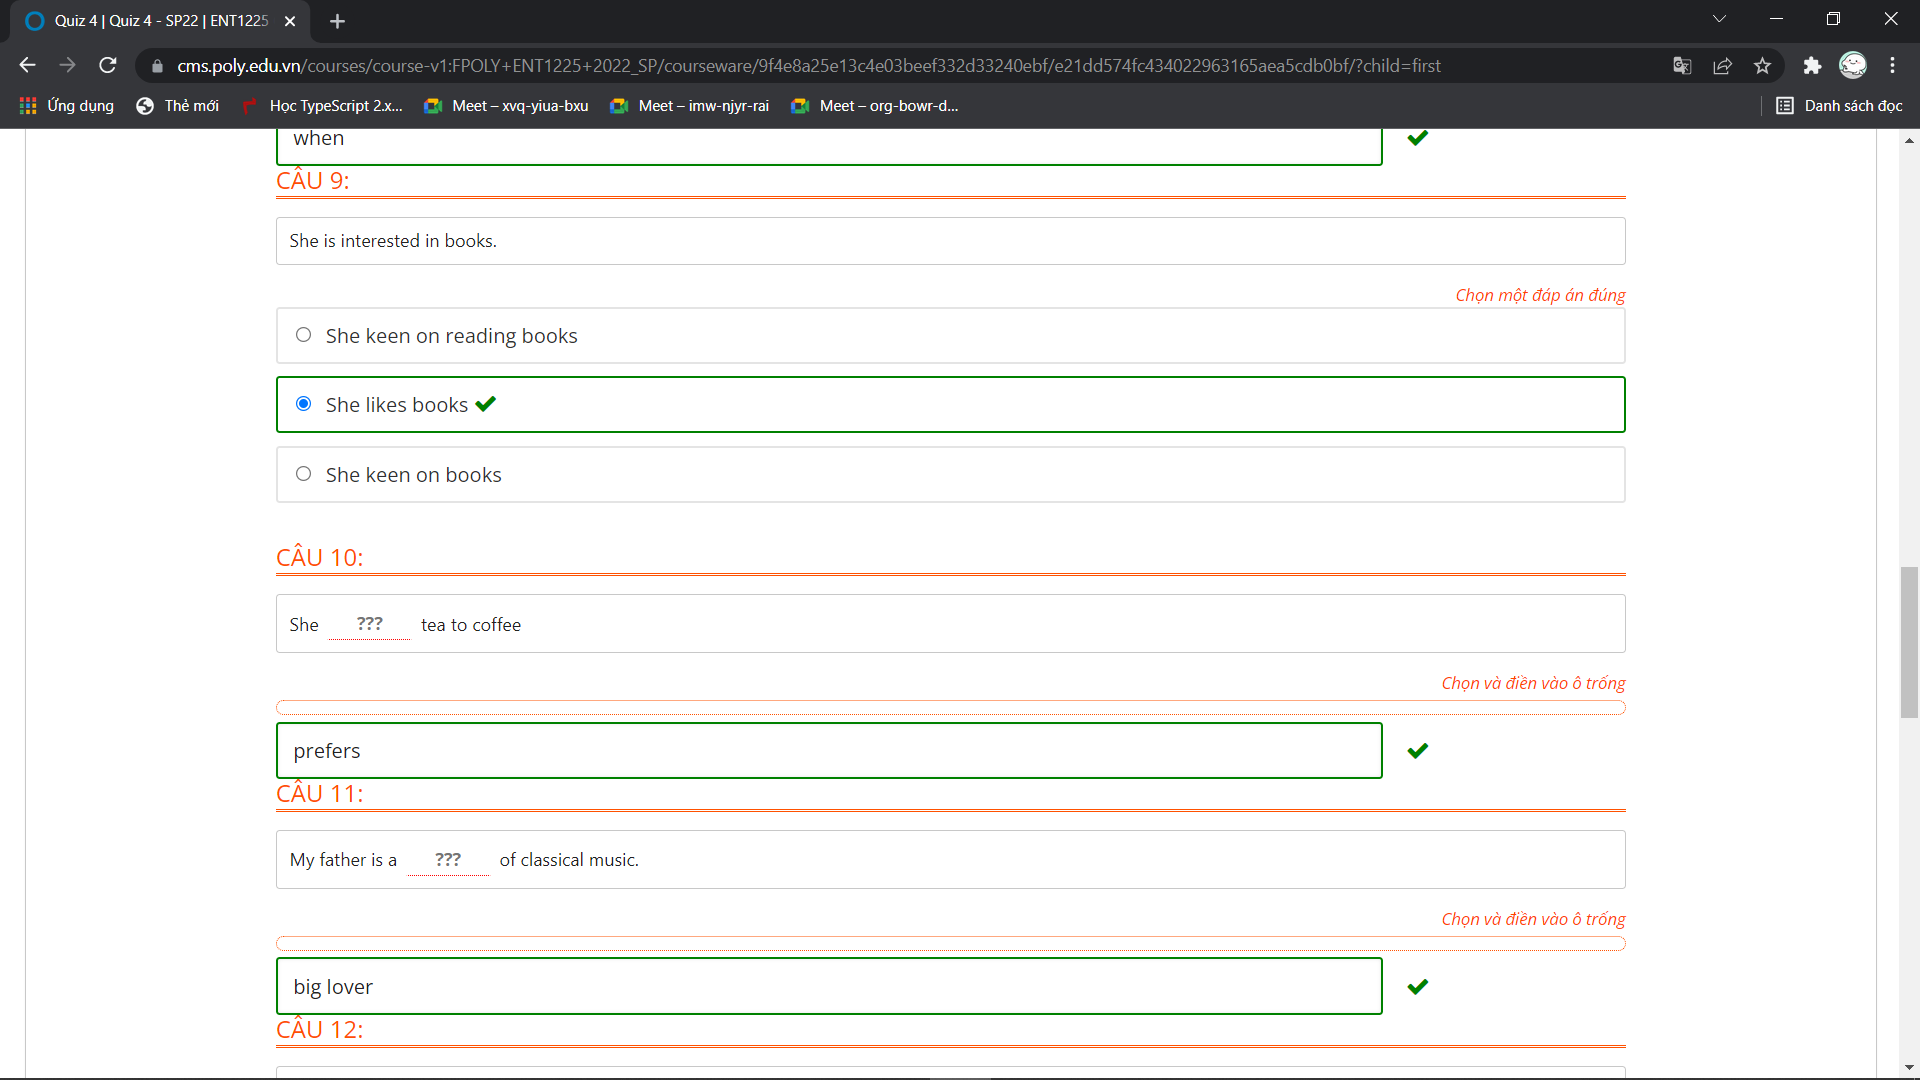 Quiz 4 | Quiz 4 - SP22 | ENT1225
cms.poly.edu.vn/courses/course-v1:FPOLY+ENT1225+2022_SP/courseware/9f4e8a25e13c4e03beef332d33240ebf/e21dd574fc434022963165aea5cdb0bf/?child=first
Ứng dụng Thẻ mới Học TypeScript 2.x... Meet – xvq-yiua-bxu Meet – imw-njyr-rai Meet – org-bowr-d... Danh sách đọc
when
CÂU 9:
She is interested in books.
Chọn một đáp án đúng
She keen on reading books
She likes books
She keen on books
CÂU 10:
She ??? tea to coffee
Chọn và điền vào ô trống
prefers
CÂU 11:
My father is a ??? of classical music.
Chọn và điền vào ô trống
big lover
CÂU 12: